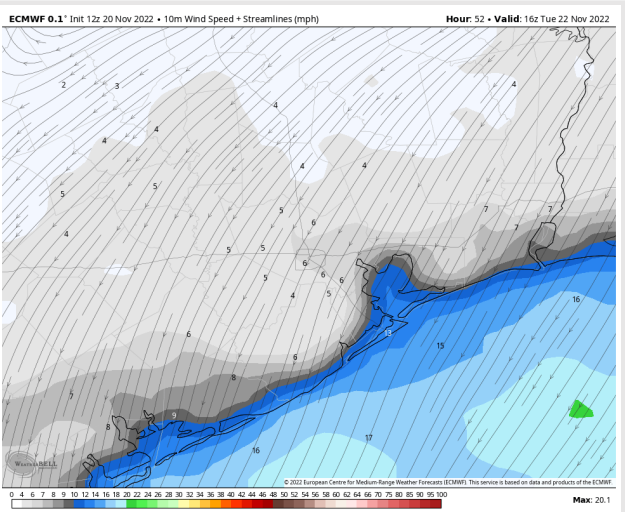 ECMWF 0.1° Init 12z 20 Nov 2022 • 10m Wind Speed + Streamlines (mph) Hour: 52 • Valid: 16z Tue 22 Nov 2022
2 3 4
4
4
4
4 4
5 5
5 7 7
4 6 7
5 5
6
5 6 6
4 5
16
6 13
15
6
8
7
9
8
17
16
WeatherBELL
© 2022 European Centre for Medium-Range Weather Forecasts (ECMWF). This service is based on data and products of the ECMWF.
0 4 6 7 8 9 10 12 14 16 18 20 21 22 23 24 25 26 27 28 30 32 34 36 38 40 42 44 46 48 50 52 54 56 58 60 62 64 66 68 70 75 80 85 90 95 100
Max: 20.1